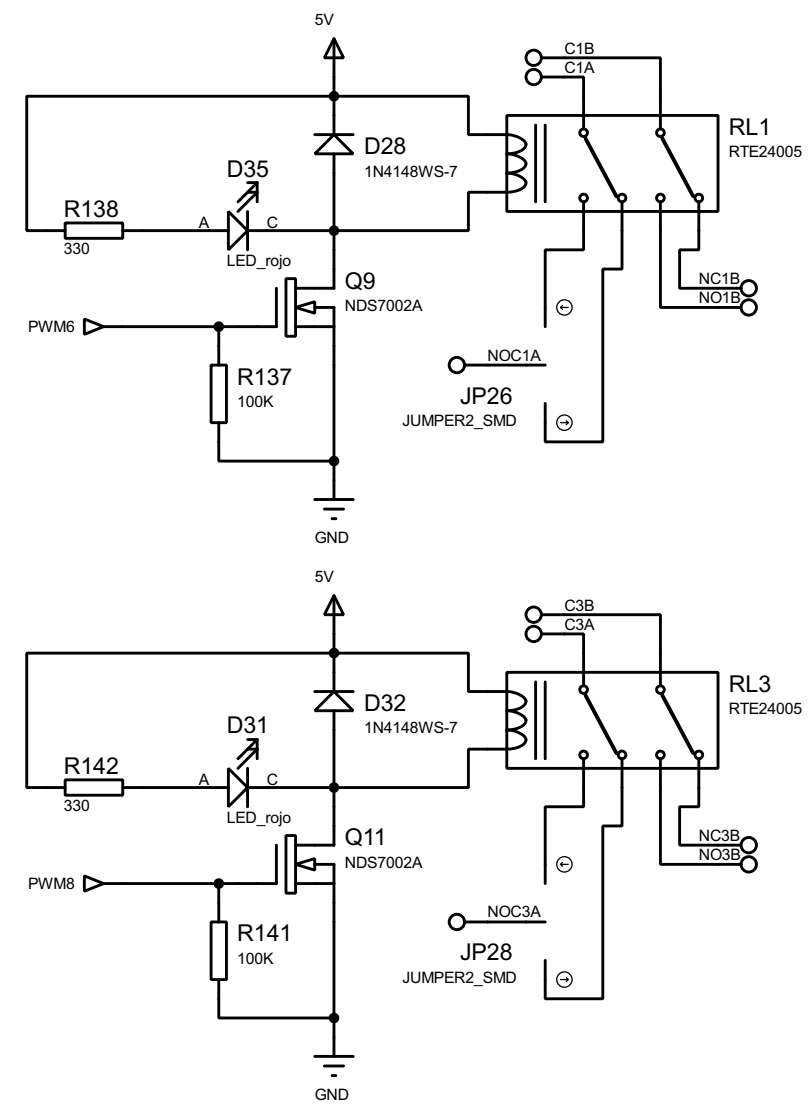 5V
C1B
C1A
RL1
RTE24005
D28
1N4148WS-7
D35
R138
A
C
330
LED_rojo
Q9
NDS7002A
NC1B
NO1B
PWM6
NOC1A
R137
100K
JP26
JUMPER2_SMD
GND
5V
C3B
C3A
RL3
RTE24005
D32
1N4148WS-7
D31
R142
A
C
330
LED_rojo
Q11
NDS7002A
NC3B
NO3B
PWM8
NOC3A
R141
100K
JP28
JUMPER2_SMD
GND